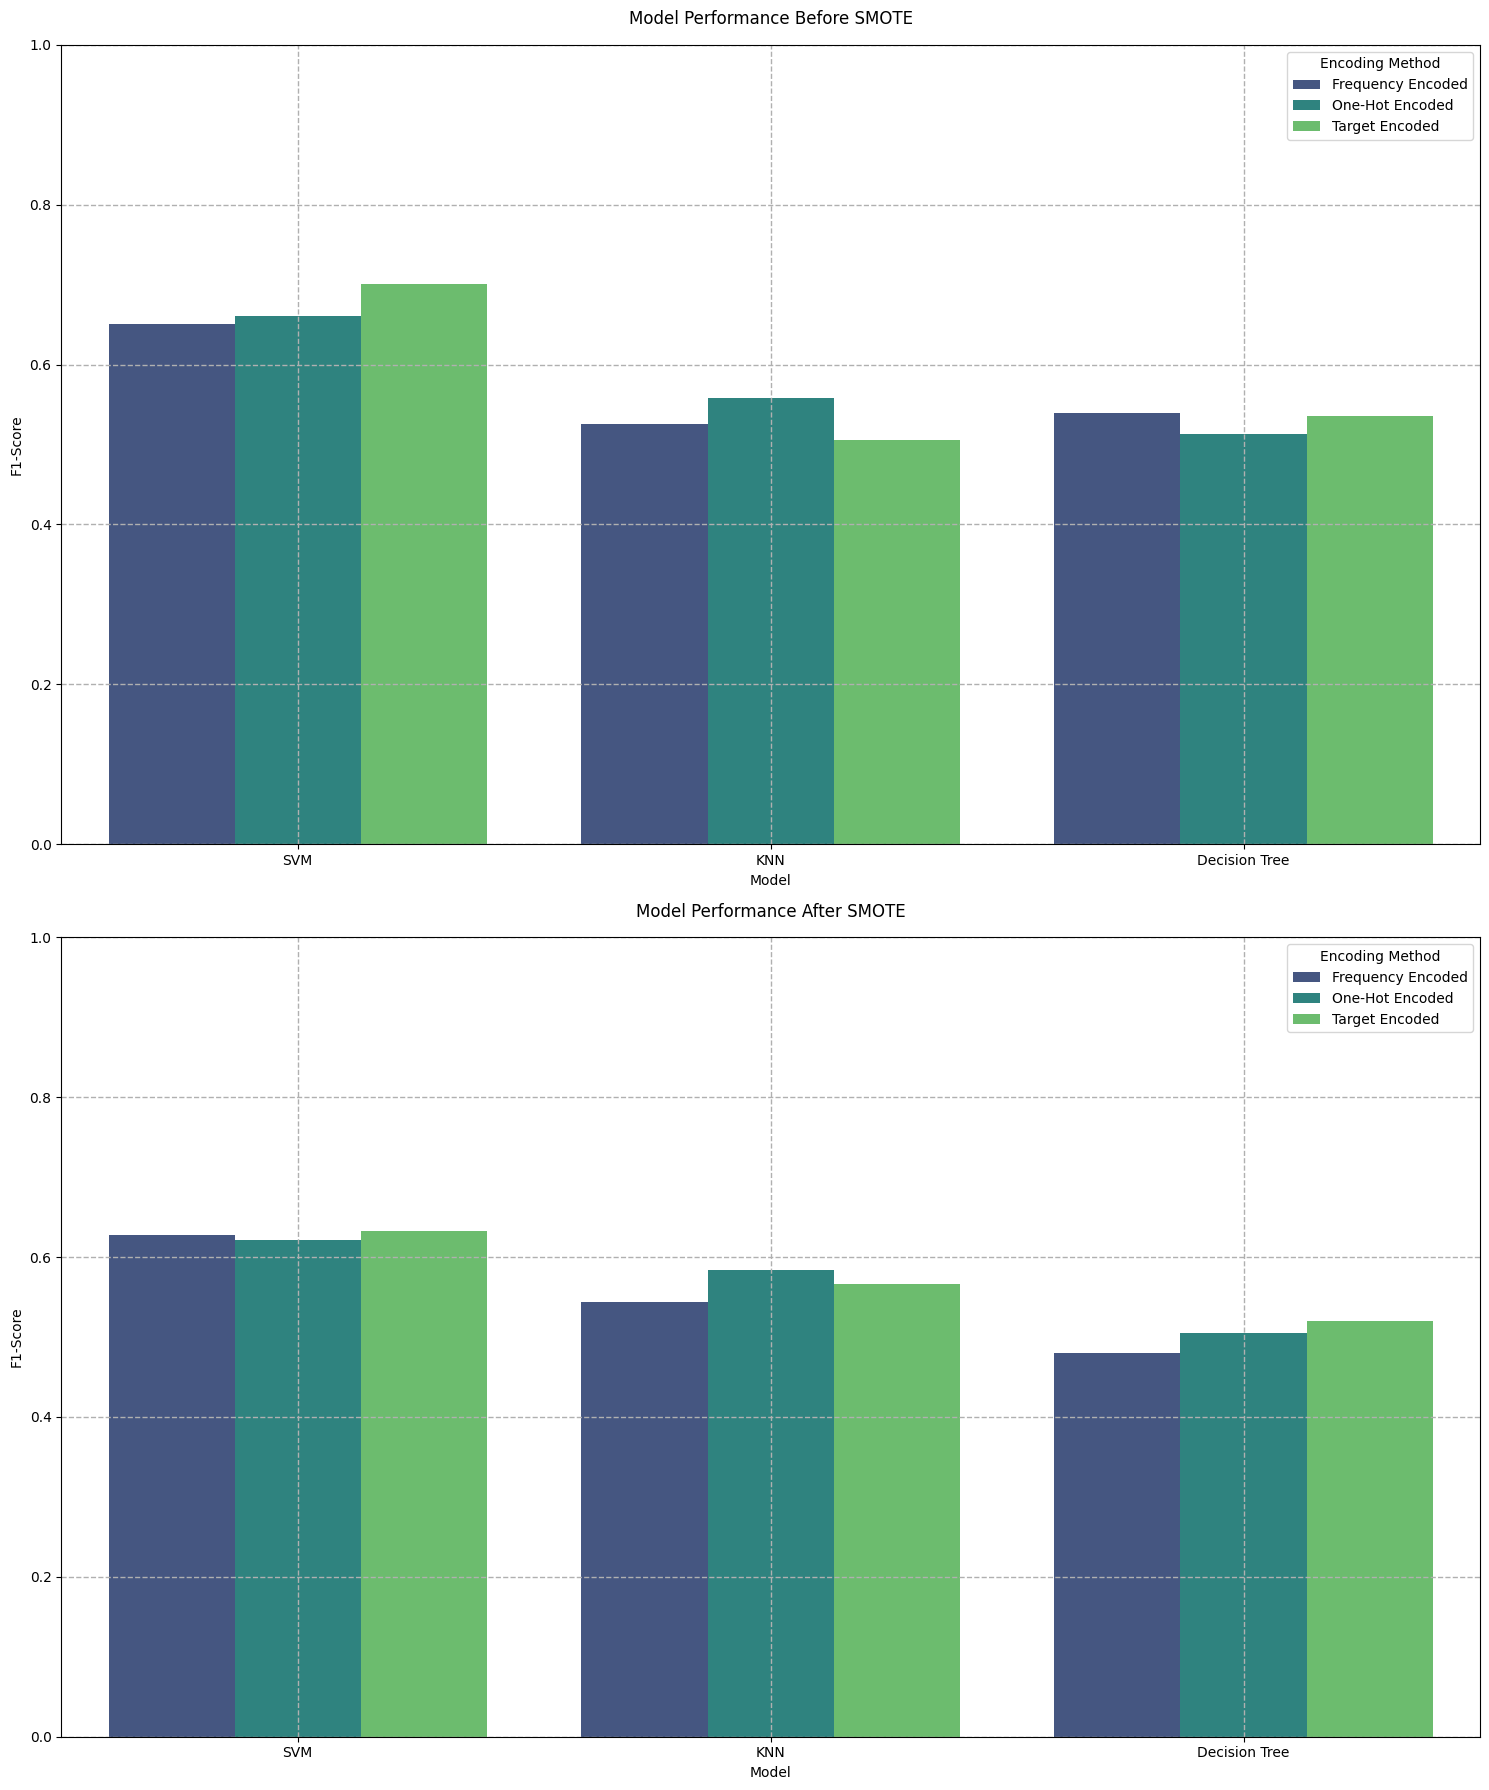 Model Performance Before SMOTE
1.0
0.8
0.6
0.4
0.2
0.0
F1-Score
Encoding Method
Frequency Encoded
One-Hot Encoded
Target Encoded
SVM
KNN
Decision Tree
Model
Model Performance After SMOTE
1.0
0.8
0.6
0.4
0.2
0.0
F1-Score
Encoding Method
Frequency Encoded
One-Hot Encoded
Target Encoded
SVM
KNN
Decision Tree
Model